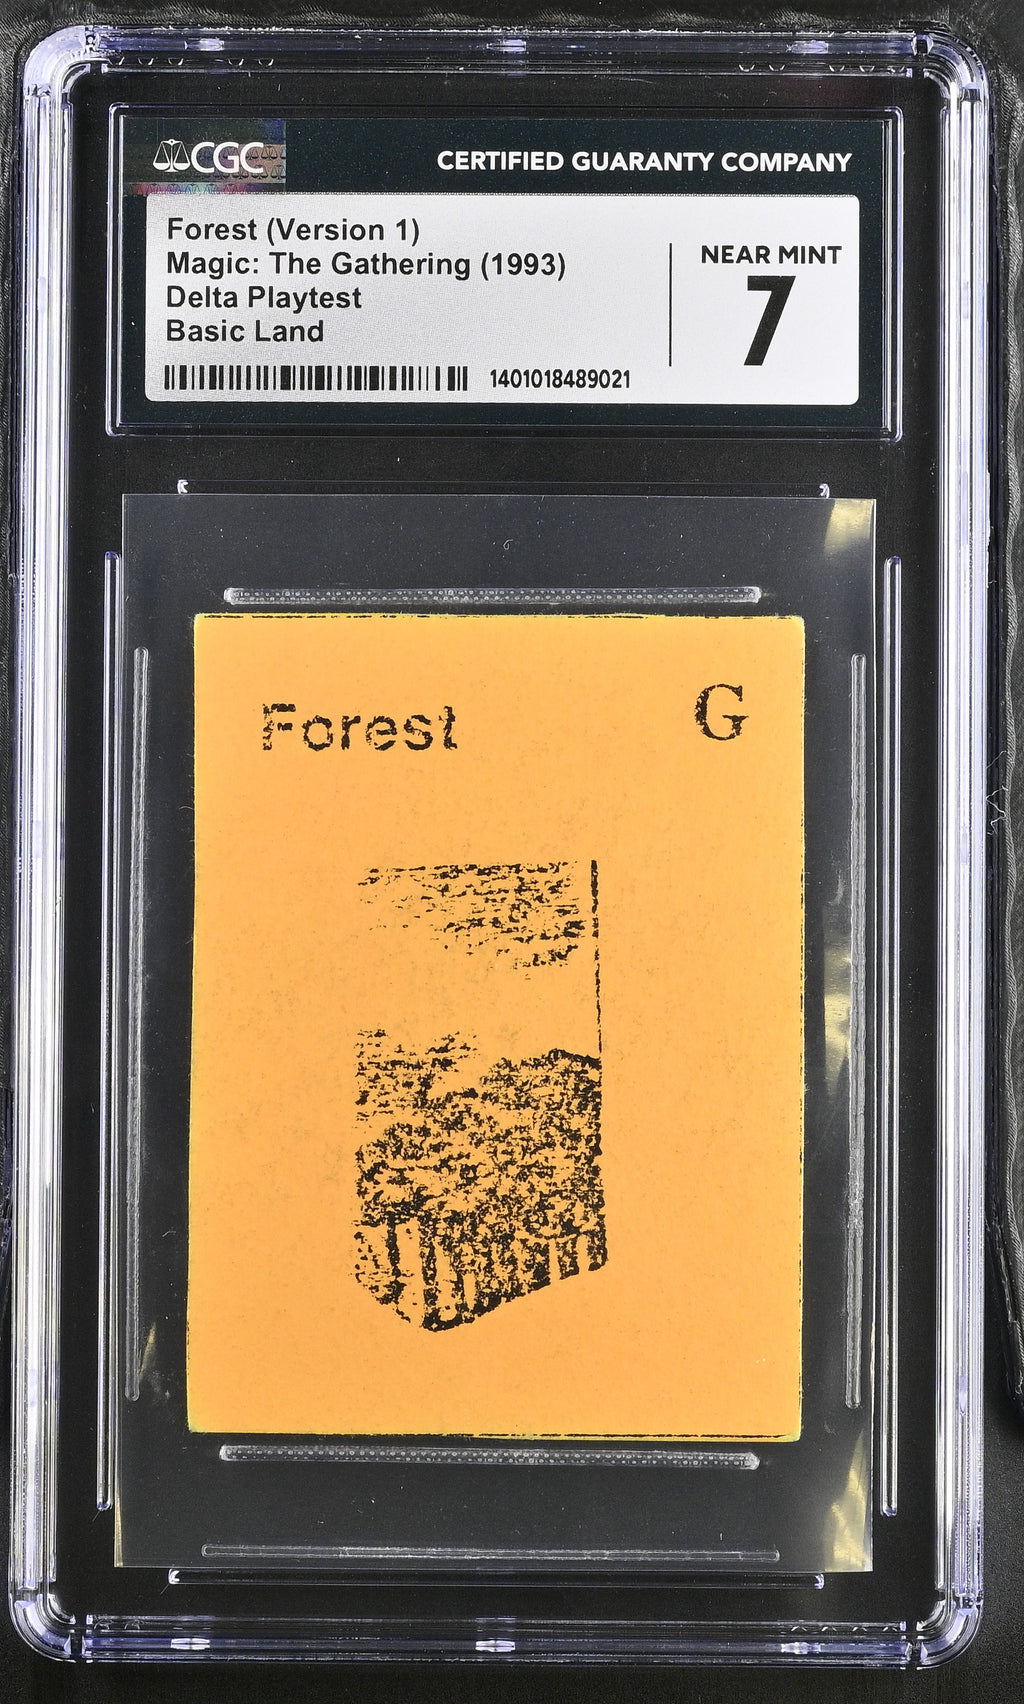 CGC
CERTIFIED GUARANTY COMPANY
Forest (Version 1)
Magic: The Gathering (1993)
Delta Playtest
Basic Land
NEAR MINT
7
1401018489021
Forest G